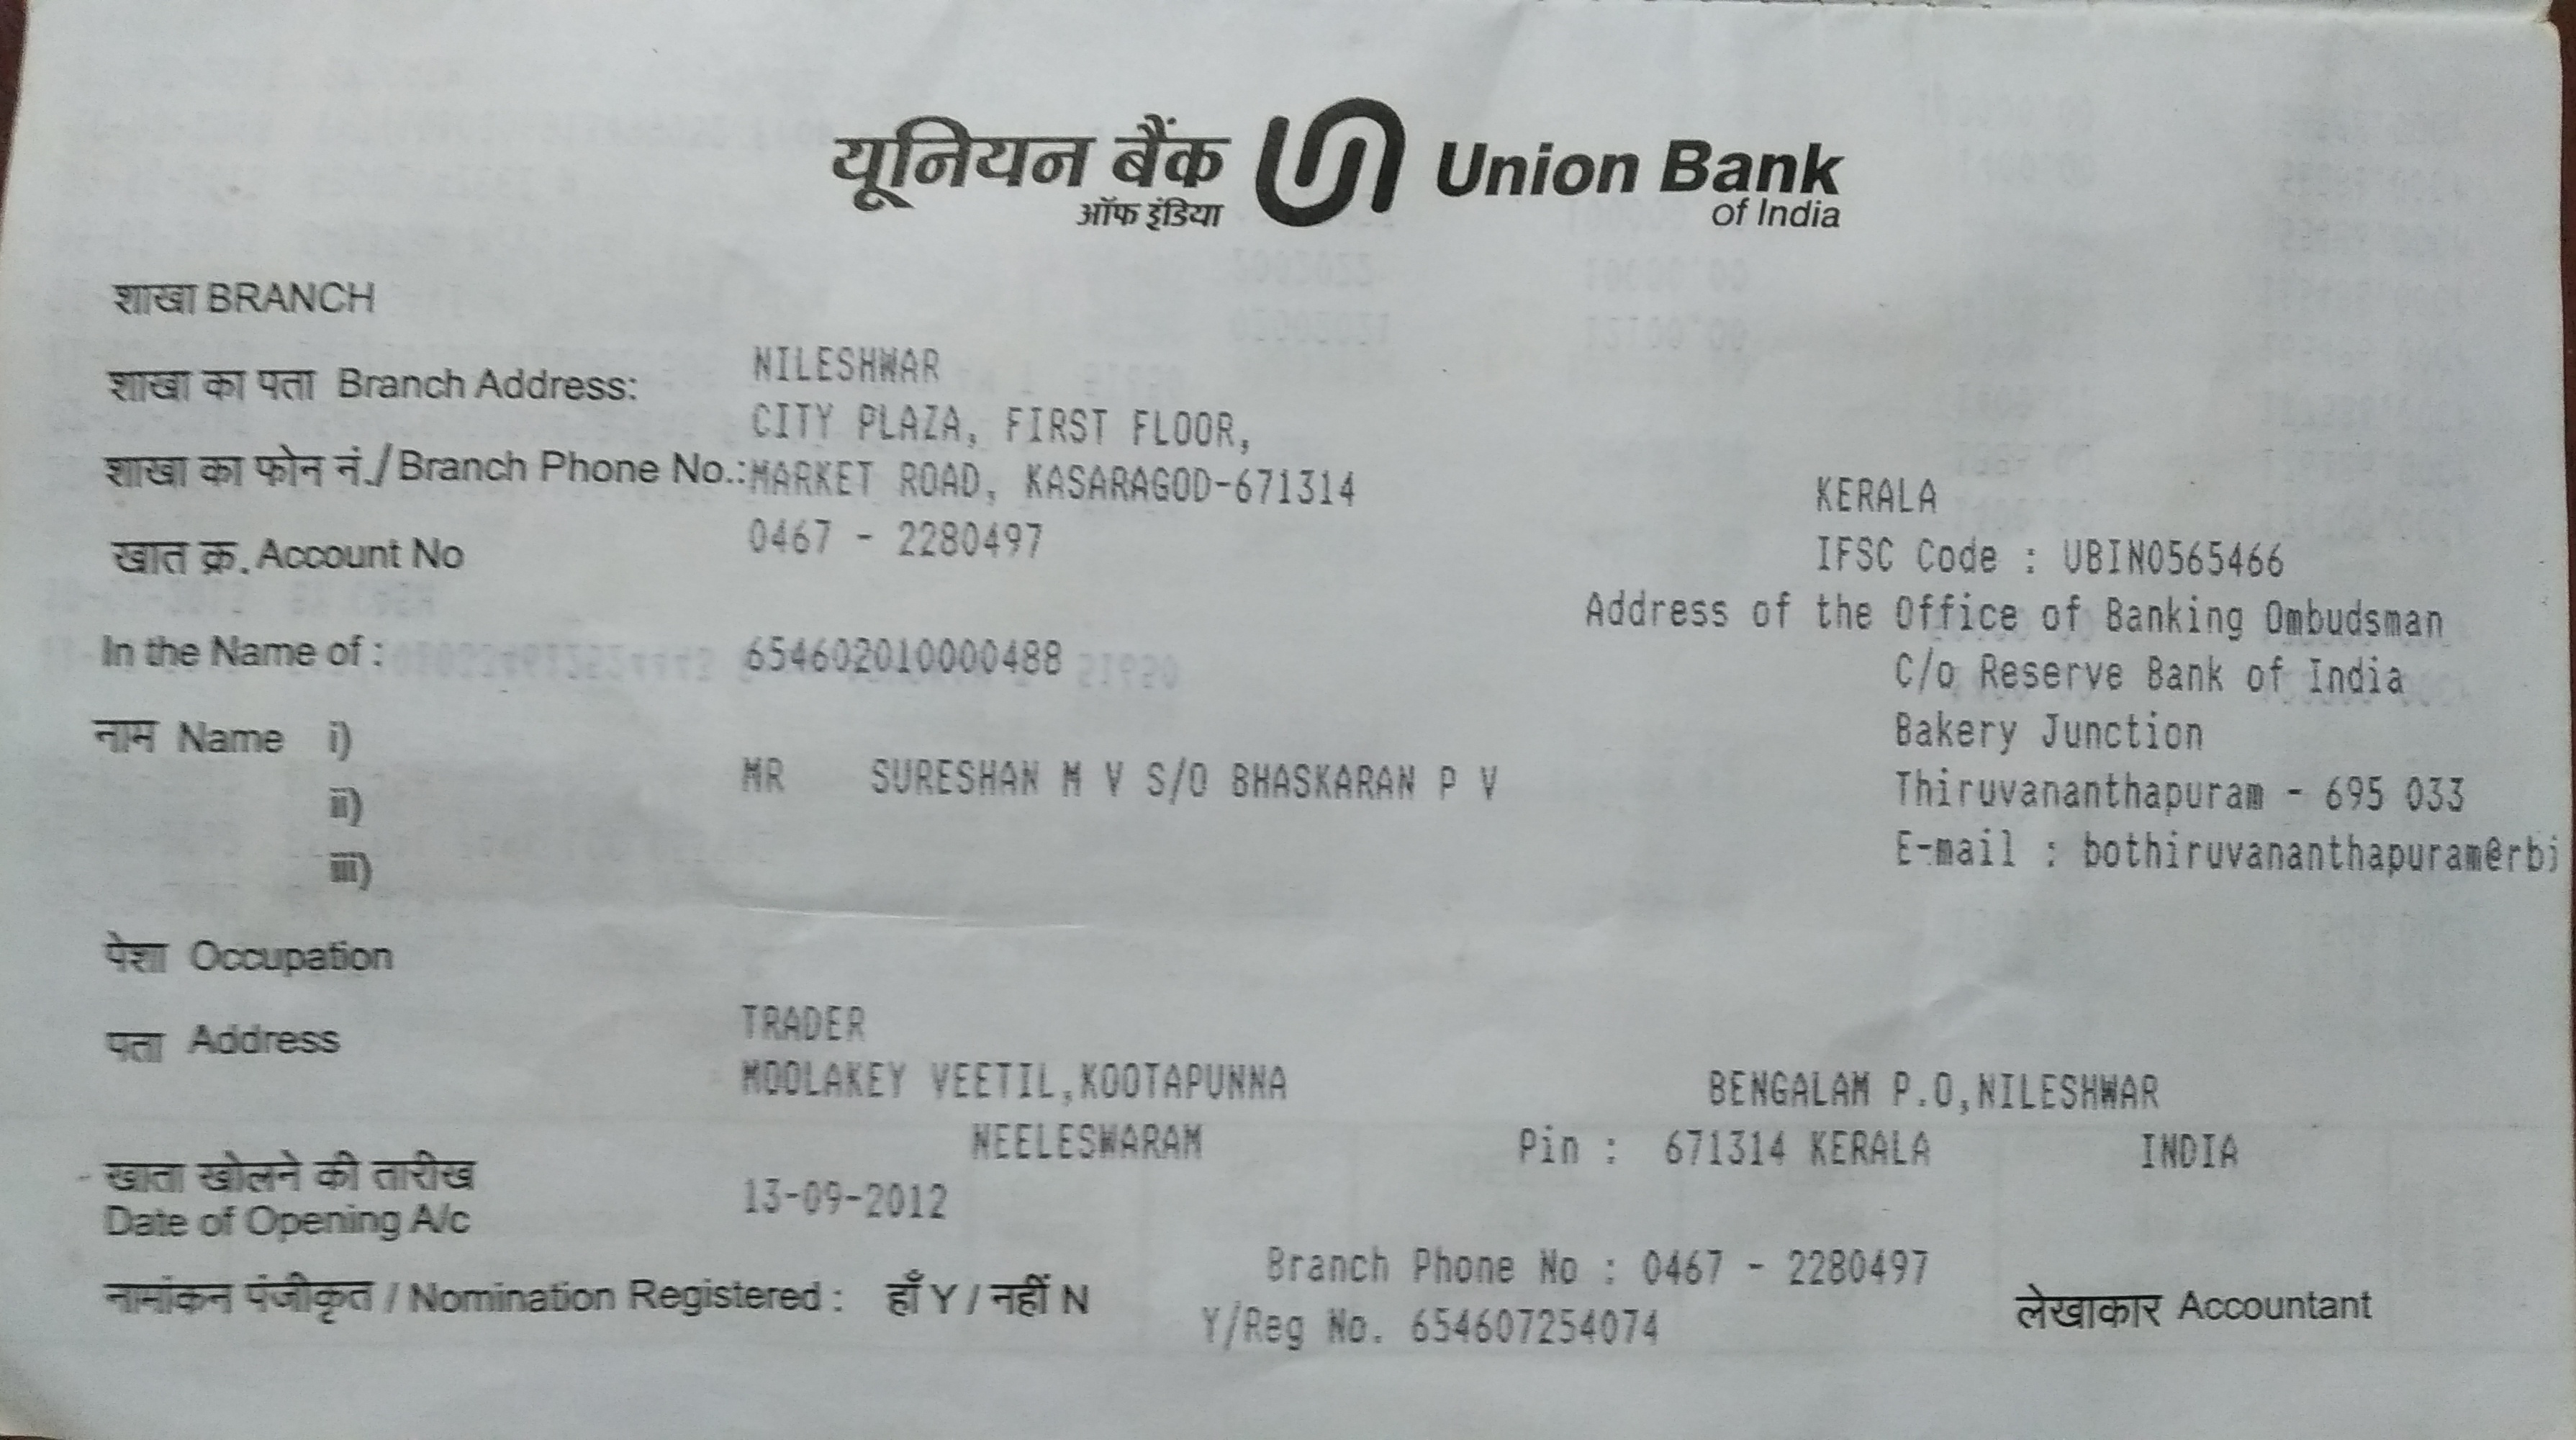 यूनियन बैंक Union Bank
ऑफ इंडिया of India
शाखा BRANCH
NILESHWAR
शाखा का पता Branch Address:
CITY PLAZA, FIRST FLOOR,
शाखा का फोन नं./Branch Phone No.: MARKET ROAD, KASARAGOD-671314
KERALA
0467 - 2280497
खात क्र. Account No
IFSC Code : UBIN0565466
Address of the Office of Banking Ombudsman
In the Name of : 654602010000488
C/o Reserve Bank of India
नाम Name i)
Bakery Junction
MR SURESHAN M V S/O BHASKARAN P V
ii)
Thiruvananthapuram - 695 033
iii)
E-mail : bothiruvananthapuram@rbi
पेशा Occupation
TRADER
पता Address
MOOLAKEY VEETIL,KOOTAPUNNA BENGALAM P.O,NILESHWAR
NEELESWARAM Pin : 671314 KERALA INDIA
खाता खोलने की तारीख
13-09-2012
Date of Opening A/c
Branch Phone No : 0467 - 2280497
नामांकन पंजीकृत / Nomination Registered : हाँ Y / नहीं N
Y/Reg No. 654607254074
लेखाकार Accountant